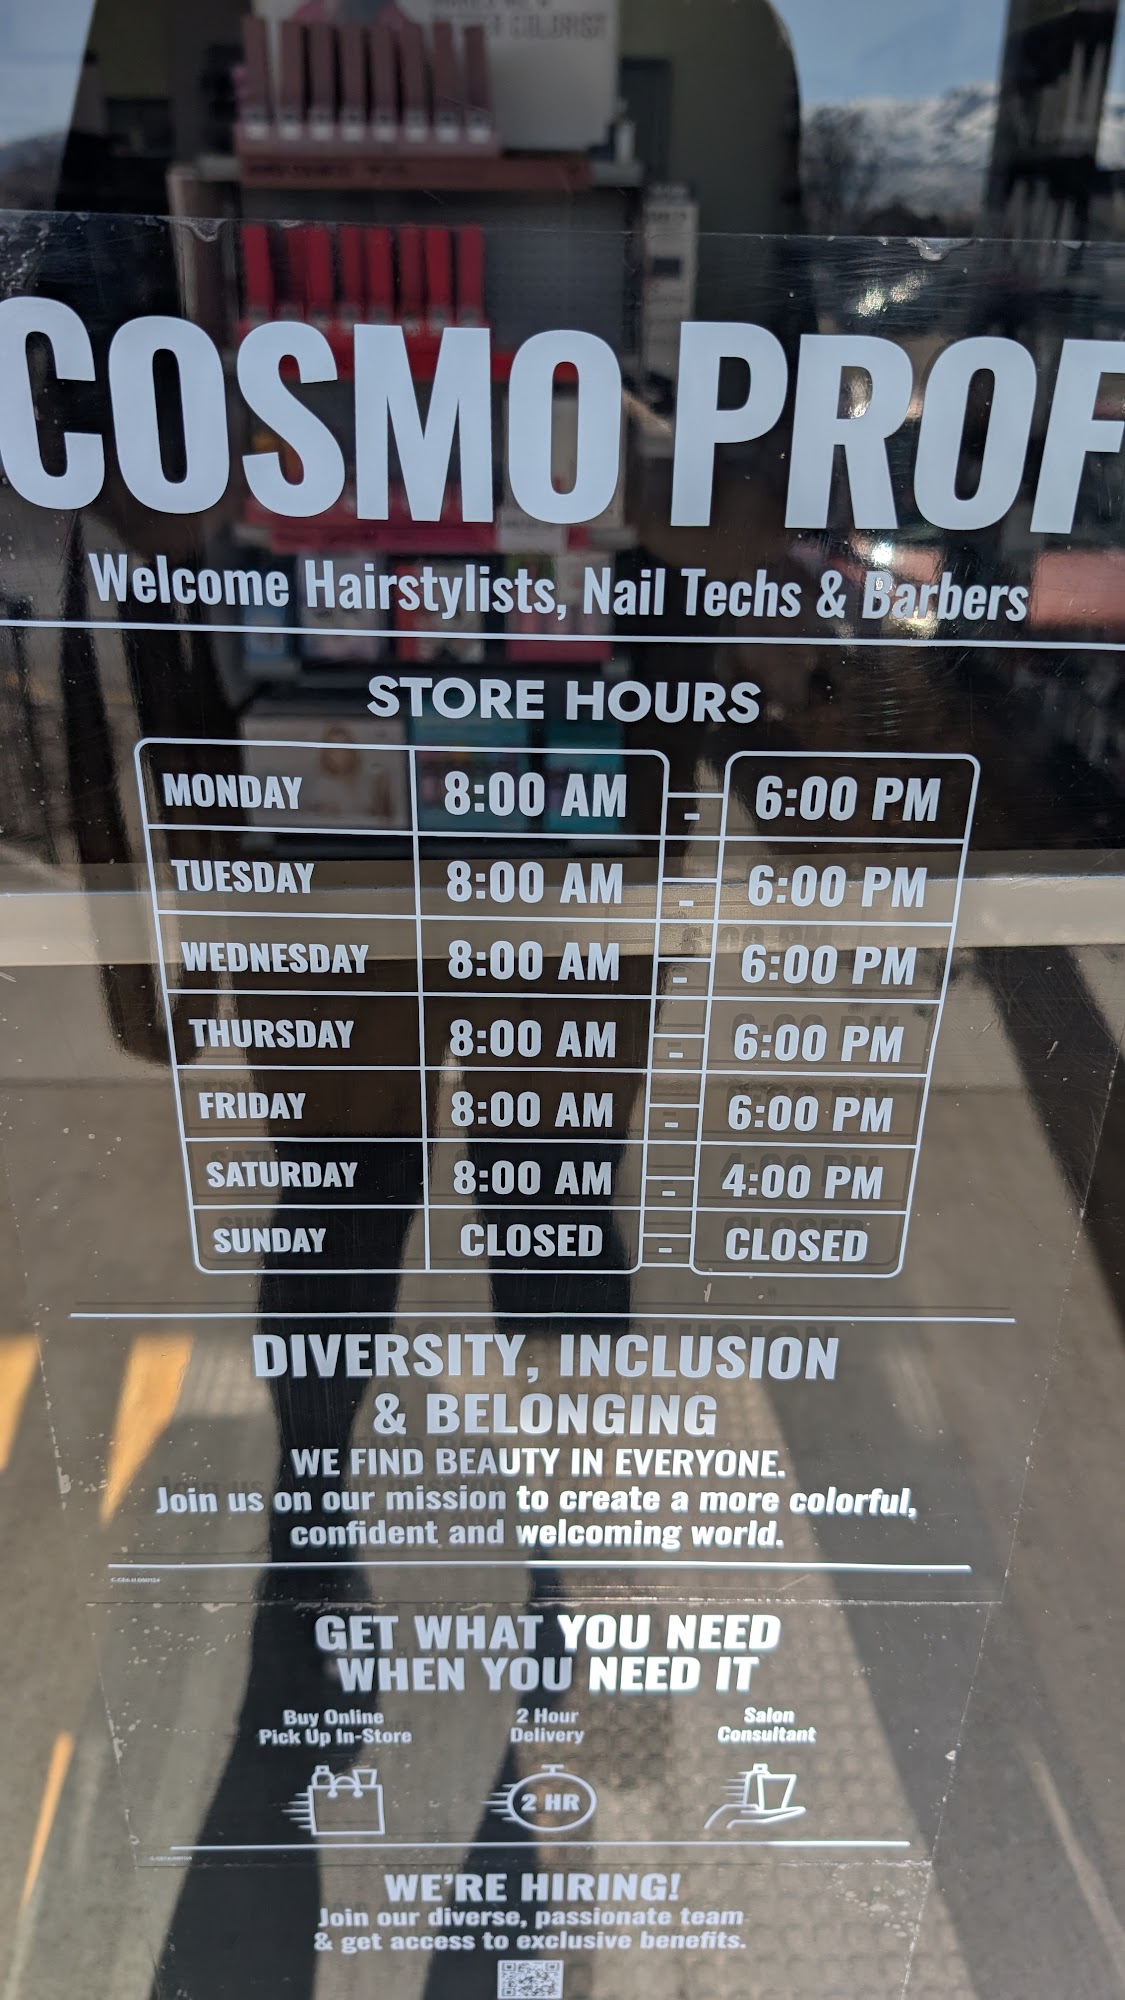 COLORIST
COSMO PROF
Welcome Hairstylists, Nail Techs & Barbers
STORE HOURS
MONDAY 8:00 AM - 6:00 PM
TUESDAY 8:00 AM - 6:00 PM
WEDNESDAY 8:00 AM - 6:00 PM
THURSDAY 8:00 AM - 6:00 PM
FRIDAY 8:00 AM - 6:00 PM
SATURDAY 8:00 AM - 4:00 PM
SUNDAY CLOSED - CLOSED
DIVERSITY, INCLUSION
& BELONGING
WE FIND BEAUTY IN EVERYONE.
Join us on our mission to create a more colorful,
confident and welcoming world.
GET WHAT YOU NEED
WHEN YOU NEED IT
Buy Online
Pick Up In-Store
2 Hour
Delivery
Salon
Consultant
2 HR
WE'RE HIRING!
Join our diverse, passionate team
& get access to exclusive benefits.